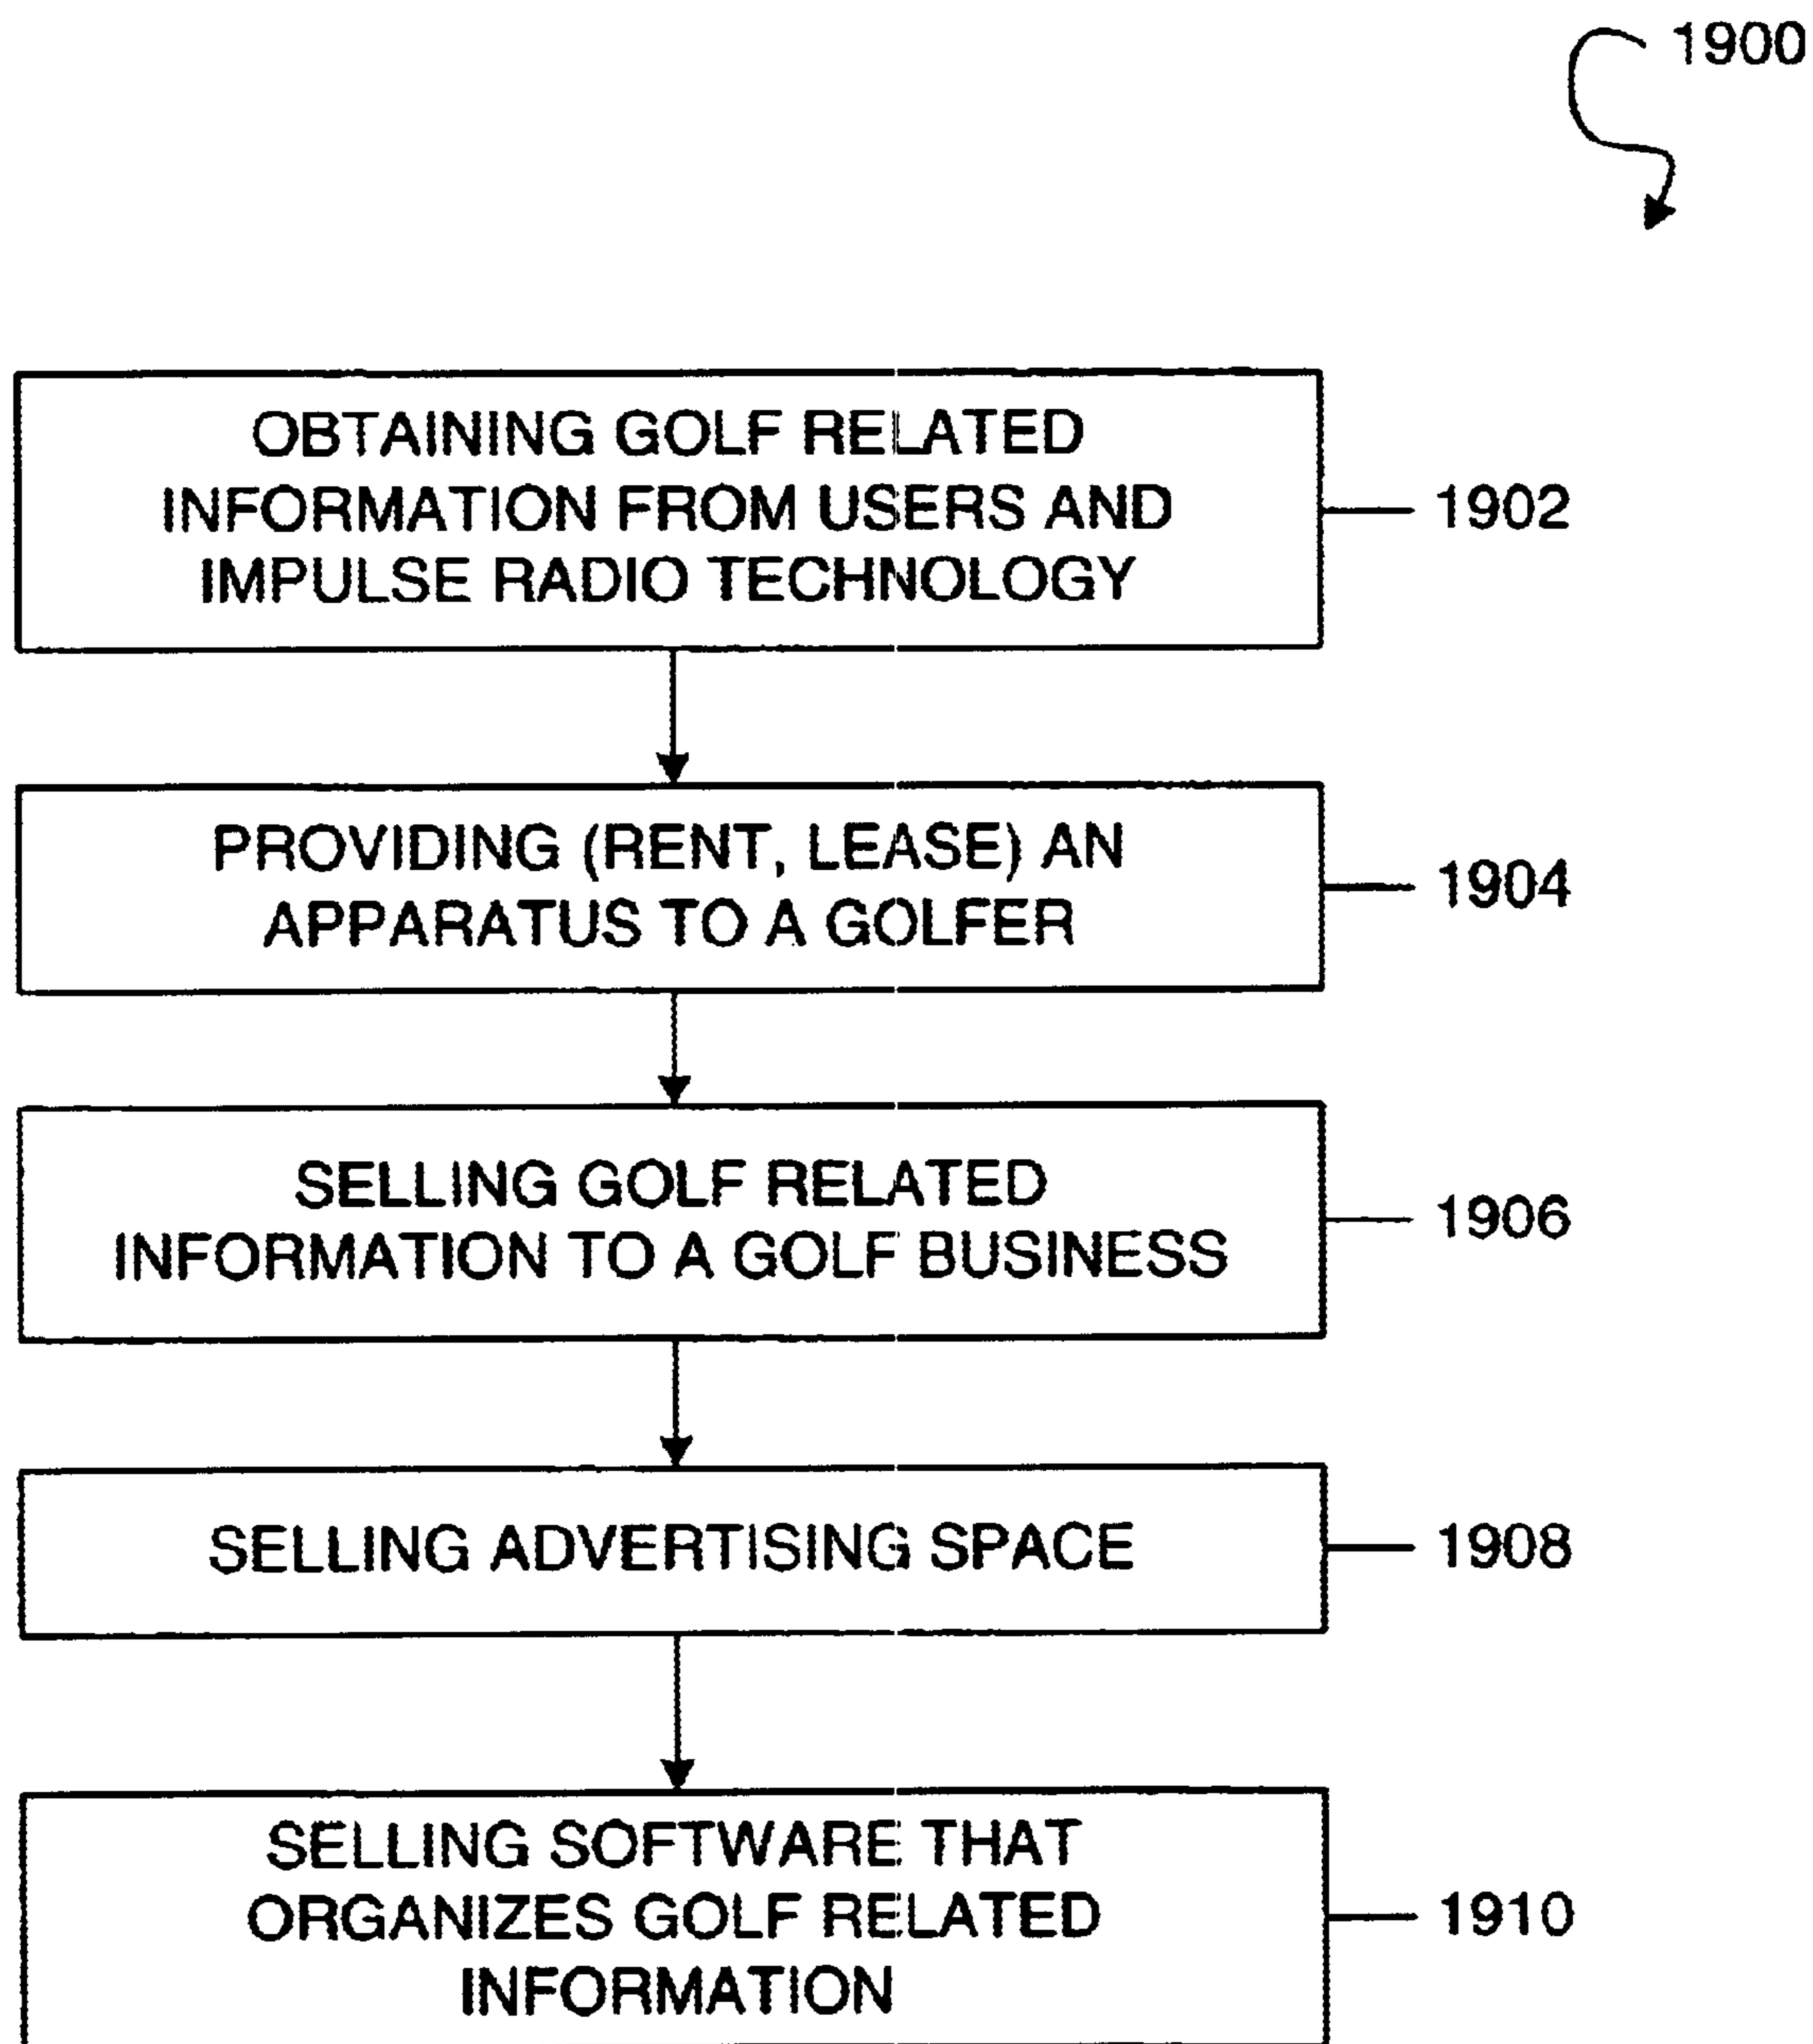 1900
OBTAINING GOLF RELATED
INFORMATION FROM USERS AND
IMPULSE RADIO TECHNOLOGY
1902
PROVIDING (RENT, LEASE) AN
APPARATUS TO A GOLFER
1904
SELLING GOLF RELATED
INFORMATION TO A GOLF BUSINESS
1906
SELLING ADVERTISING SPACE
1908
SELLING SOFTWARE THAT
ORGANIZES GOLF RELATED
INFORMATION
1910